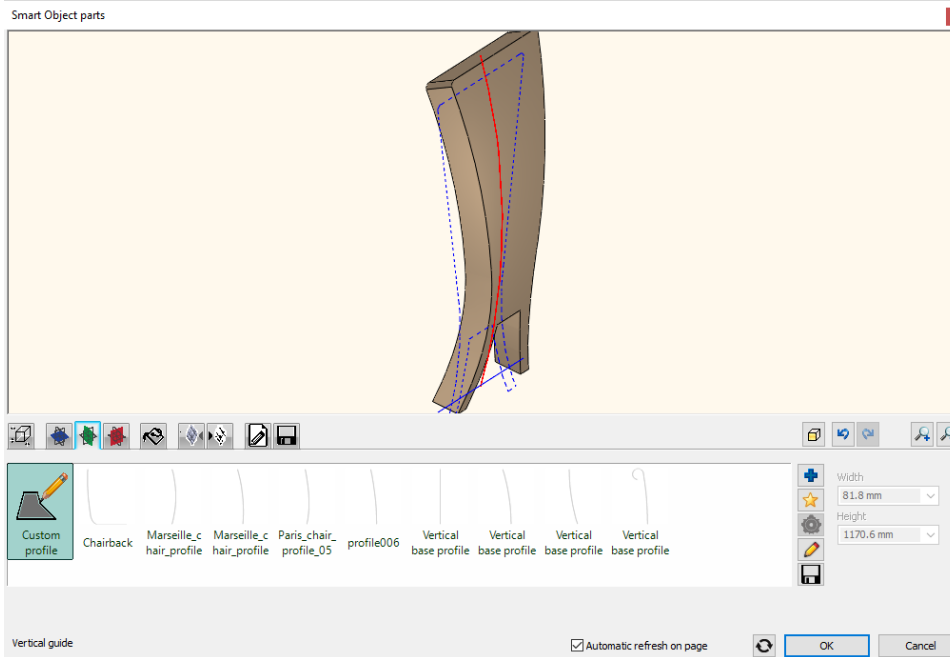 Smart Object parts
Custom profile
Chairback
Marseille_c
hair_profile
Marseille_c
hair_profile
Paris_chair_
profile_05
profile006
Vertical
base profile
Vertical
base profile
Vertical
base profile
Vertical
base profile
Width
81.8 mm
Height
1170.6 mm
Vertical guide
Automatic refresh on page
OK
Cancel